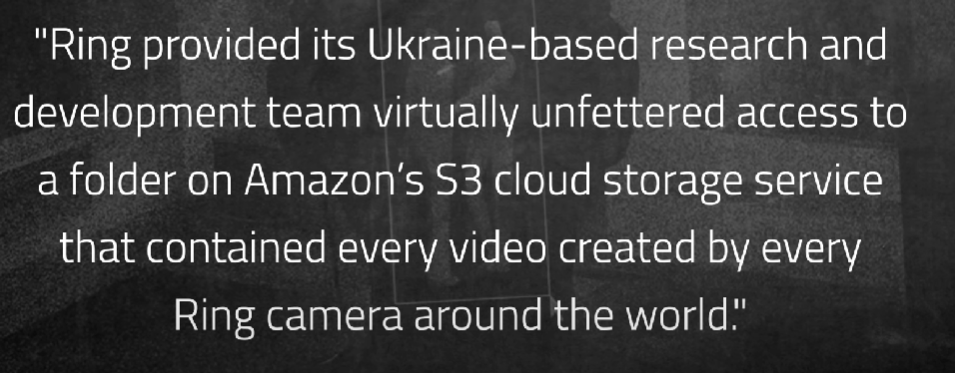 "Ring provided its Ukraine-based research and
development team virtually unfettered access to
a folder on Amazon's S3 cloud storage service
that contained every video created by every
Ring camera around the world."